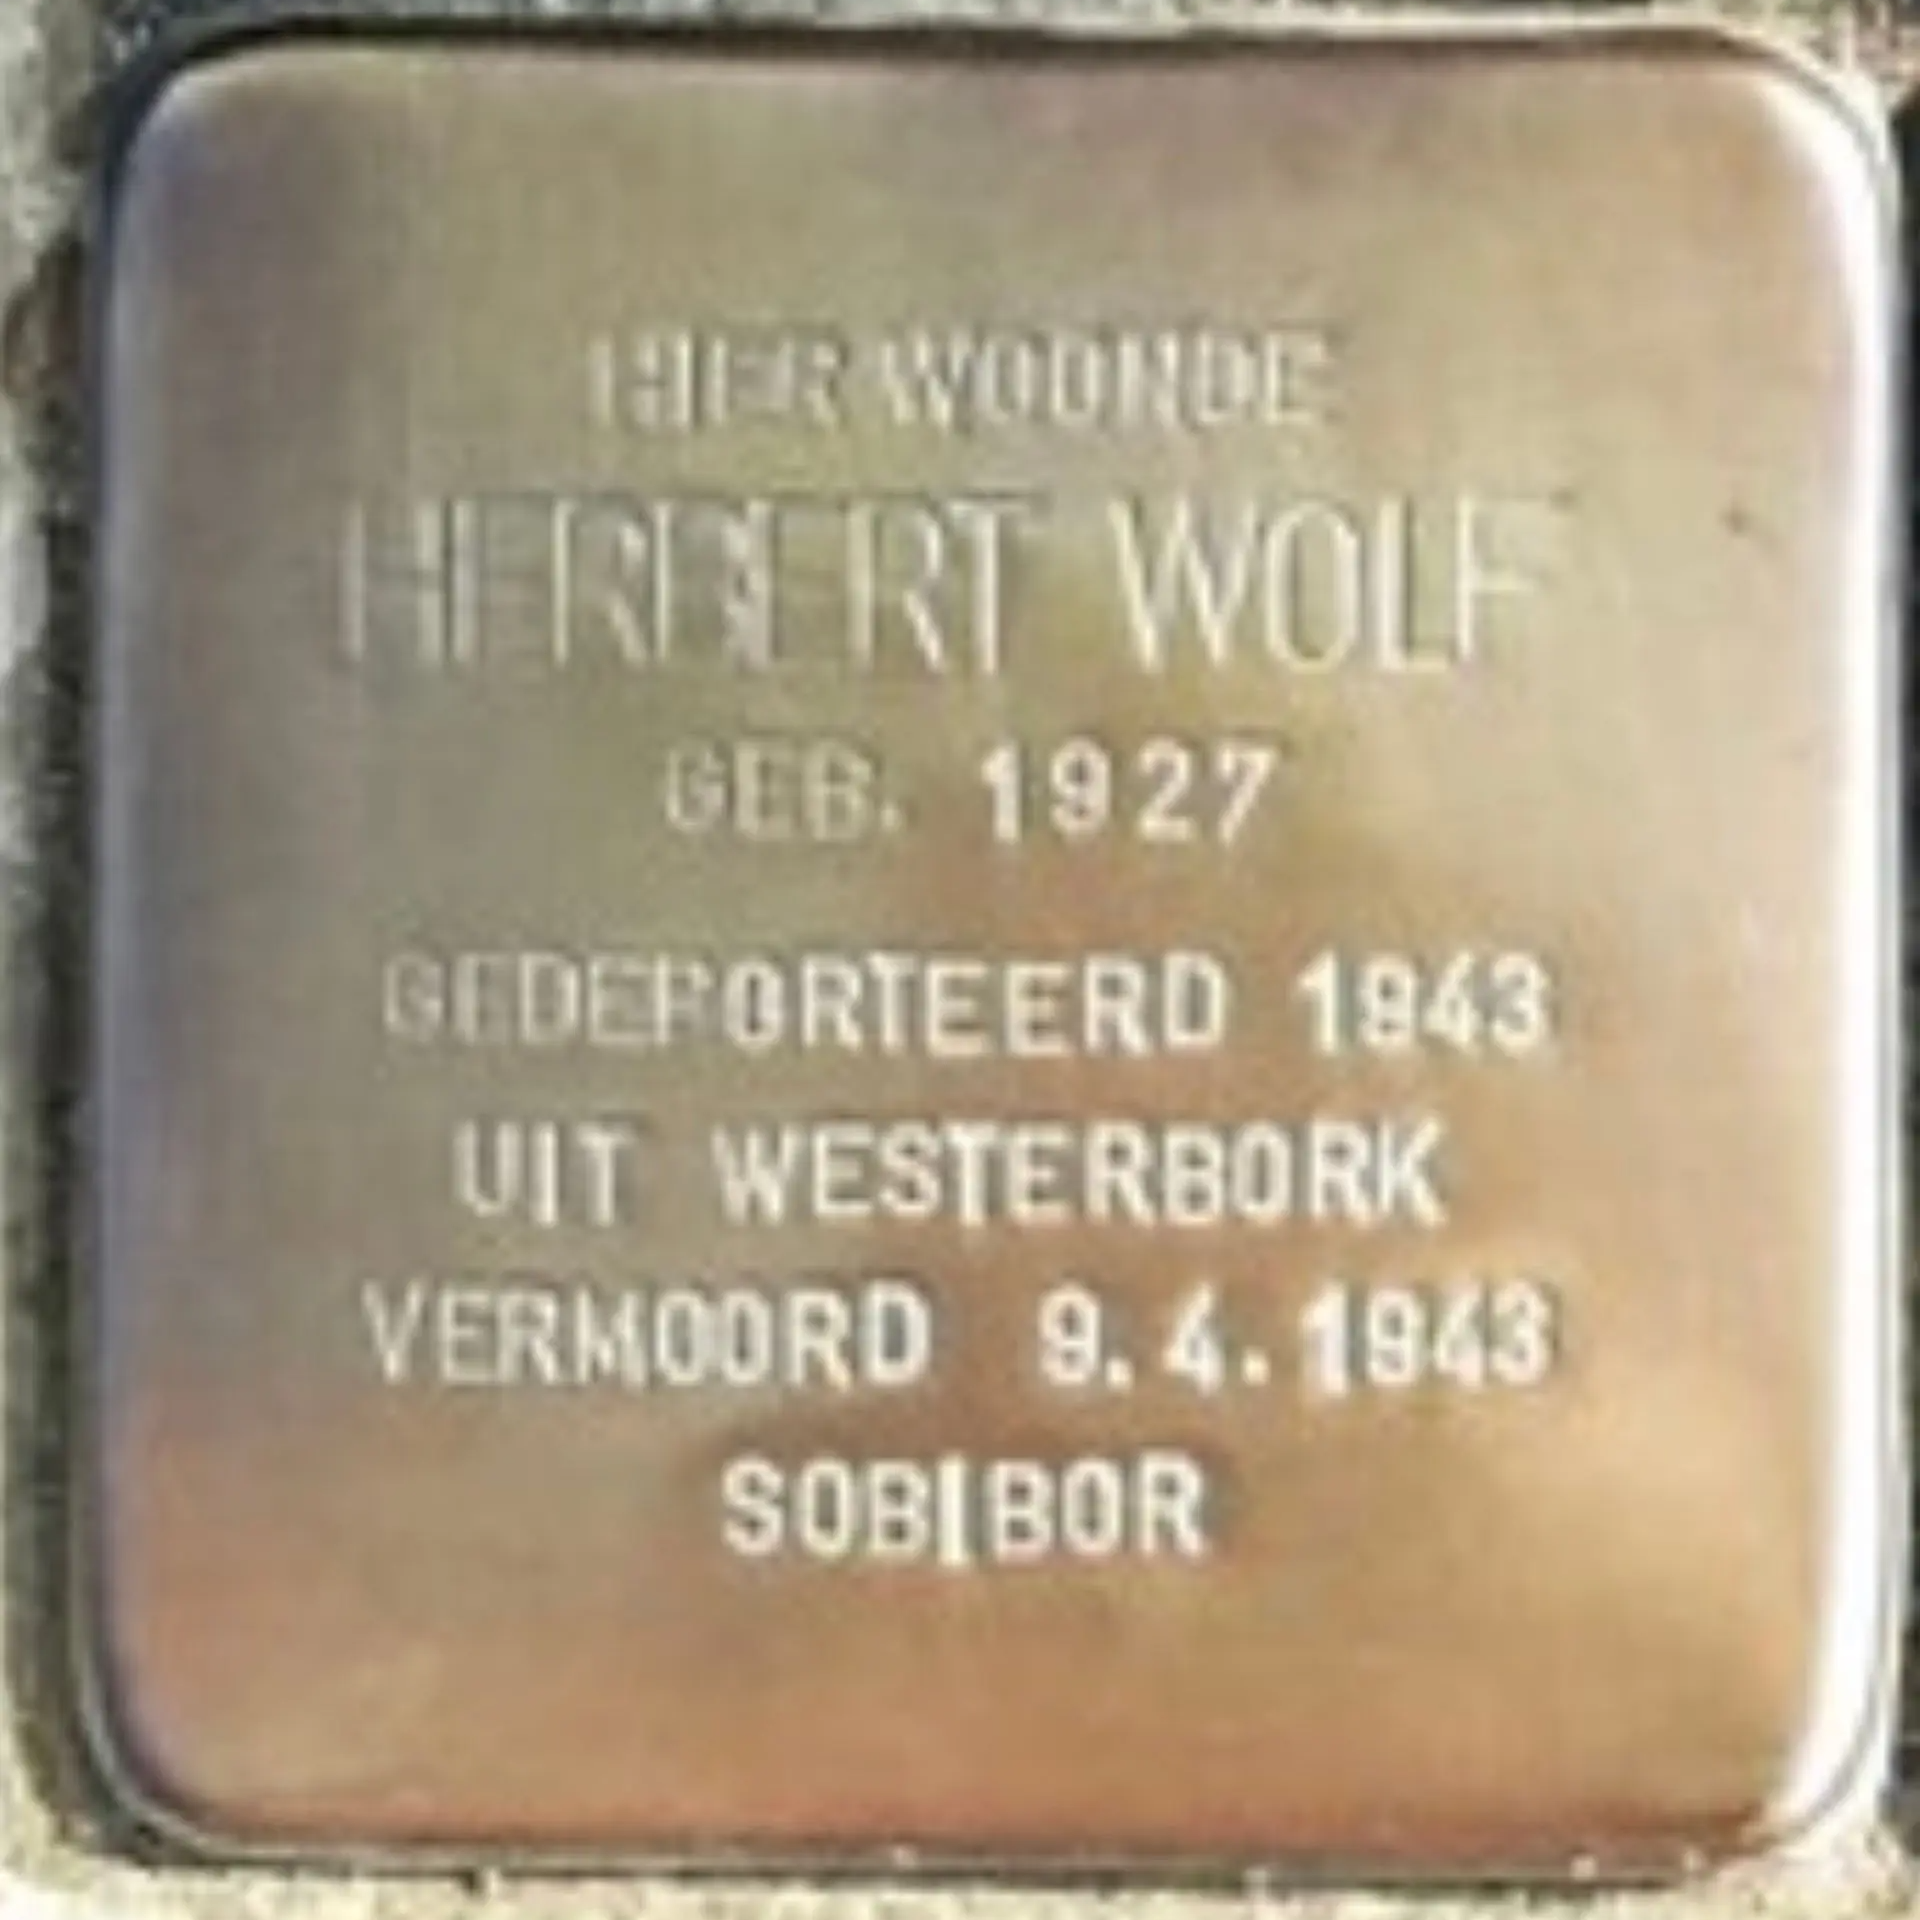 HIER WOONDE
HERBERT WOLF
GEB. 1927
GEDEPORTEERD 1943
UIT WESTERBORK
VERMOORD 9.4.1943
SOBIBOR